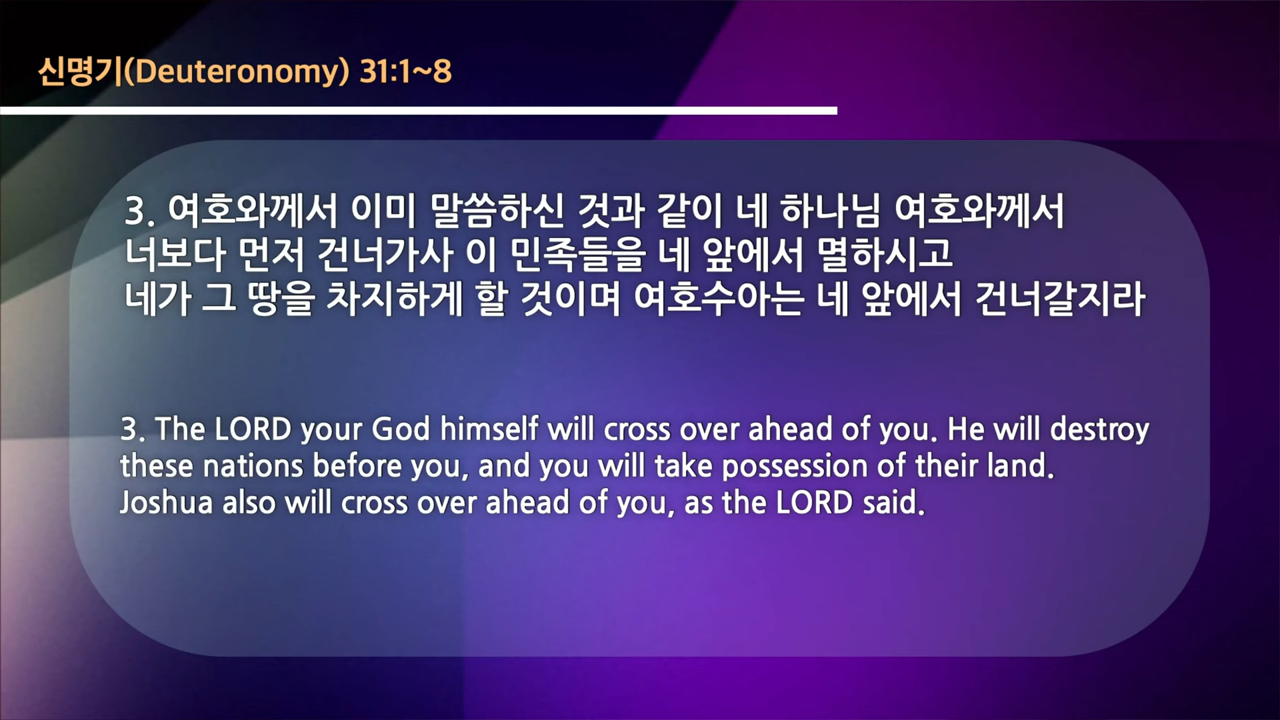 신명기(Deuteronomy) 31:1~8
3. 여호와께서 이미 말씀하신 것과 같이 네 하나님 여호와께서
너보다 먼저 건너가사 이 민족들을 네 앞에서 멸하시고
네가 그 땅을 차지하게 할 것이며 여호수아는 네 앞에서 건너갈지라
3. The LORD your God himself will cross over ahead of you. He will destroy
these nations before you, and you will take possession of their land.
Joshua also will cross over ahead of you, as the LORD said.